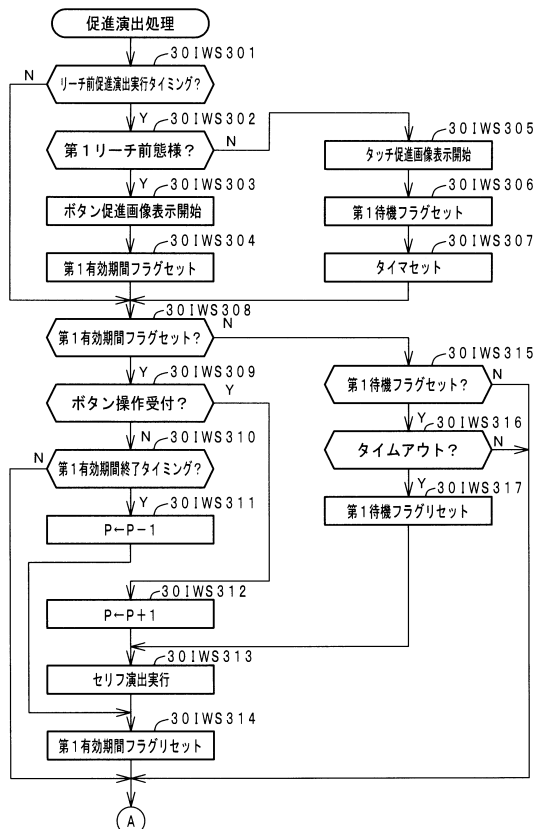 促進演出処理
30IWS301
N
リーチ前促進演出実行タイミング?
Y
30IWS302
第1リーチ前態様?
N
30IWS305
タッチ促進画像表示開始
Y
30IWS303
ボタン促進画像表示開始
30IWS306
第1待機フラグセット
30IWS304
第1有効期間フラグセット
30IWS307
タイマセット
30IWS308
第1有効期間フラグセット?
N
30IWS315
第1待機フラグセット?
N
Y
30IWS309
ボタン操作受付?
Y
Y
30IWS316
タイムアウト?
N
N
30IWS310
N
第1有効期間終了タイミング?
Y
30IWS317
第1待機フラグリセット
Y
30IWS311
P←P-1
30IWS312
P←P+1
30IWS313
セリフ演出実行
30IWS314
第1有効期間フラグリセット
A